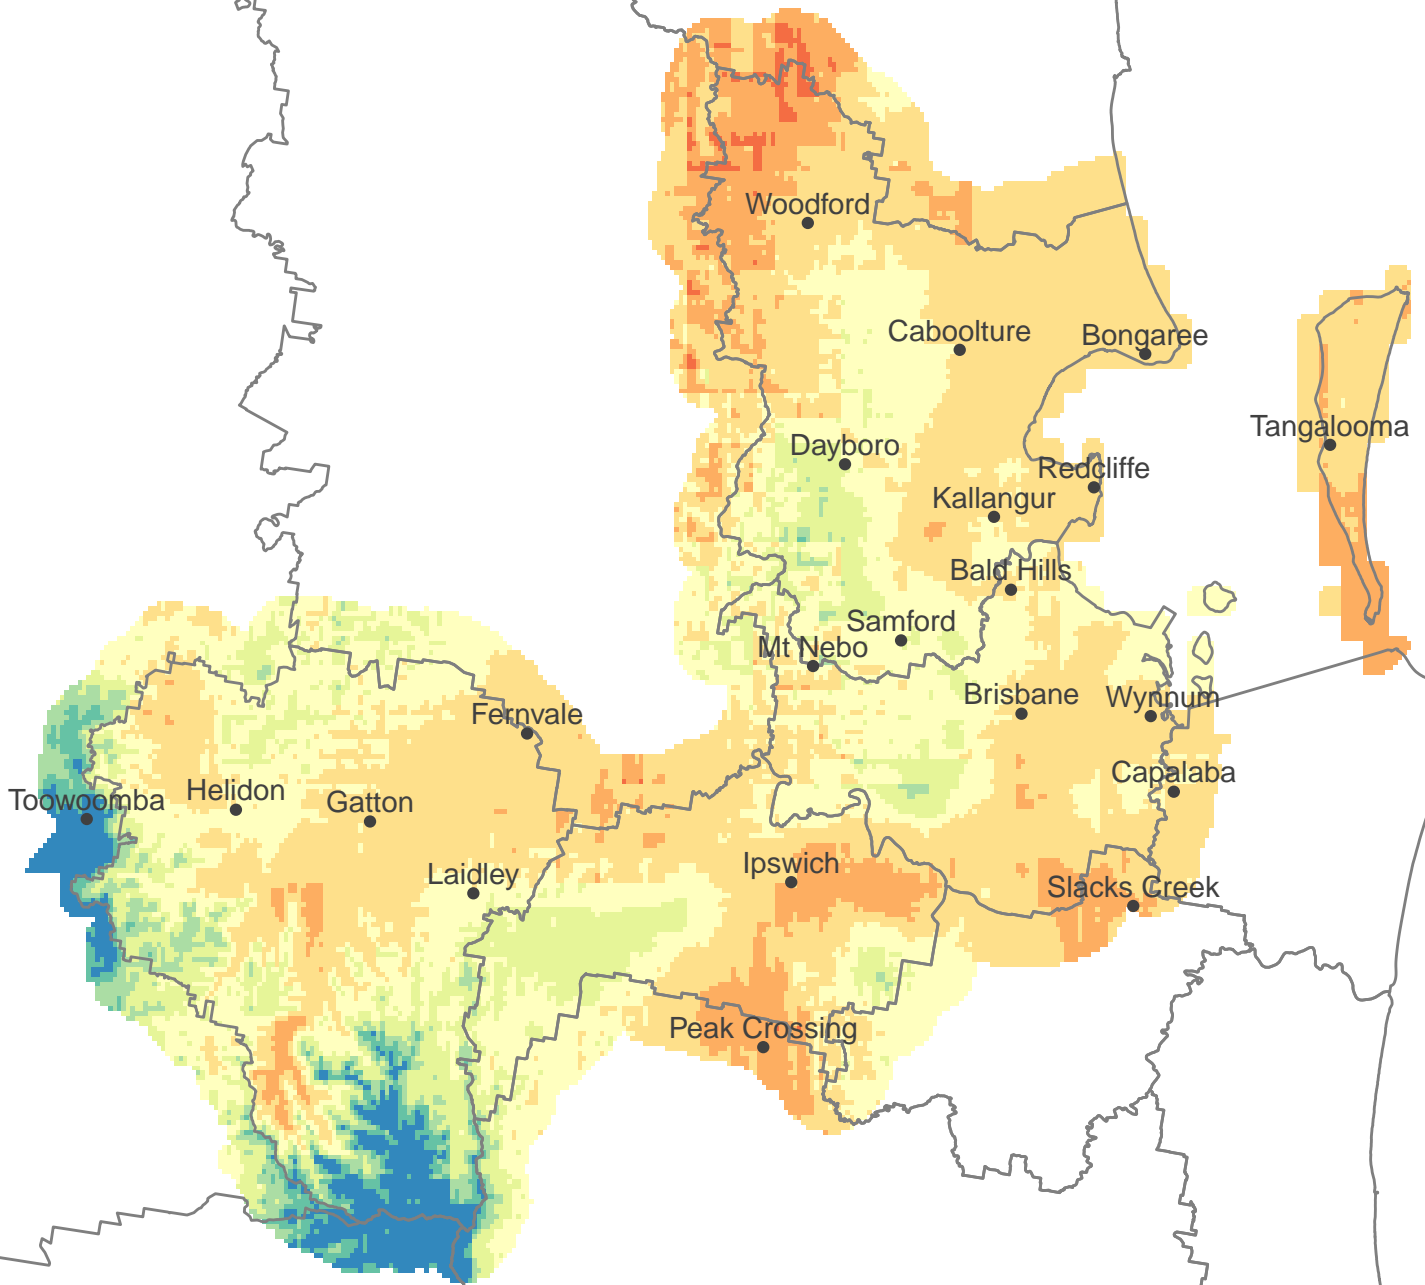 Woodford
Caboolture
Bongaree
Tangalooma
Dayboro
Redcliffe
Kallangur
Bald Hills
Samford
Mt Nebo
Brisbane
Wynnum
Fernvale
Capalaba
Toowoomba
Helidon
Gatton
Ipswich
Laidley
Slacks Creek
Peak Crossing